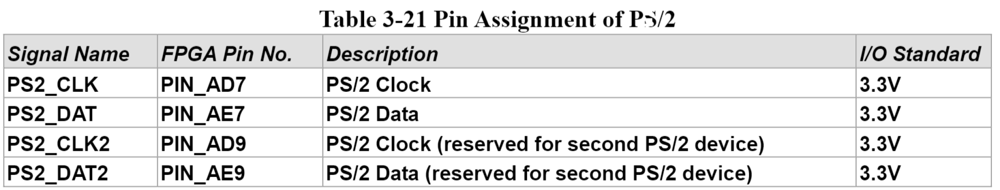 Table 3-21 Pin Assignment of PS/2
Signal Name FPGA Pin No. Description I/O Standard
PS2_CLK PIN_AD7 PS/2 Clock 3.3V
PS2_DAT PIN_AE7 PS/2 Data 3.3V
PS2_CLK2 PIN_AD9 PS/2 Clock (reserved for second PS/2 device) 3.3V
PS2_DAT2 PIN_AE9 PS/2 Data (reserved for second PS/2 device) 3.3V